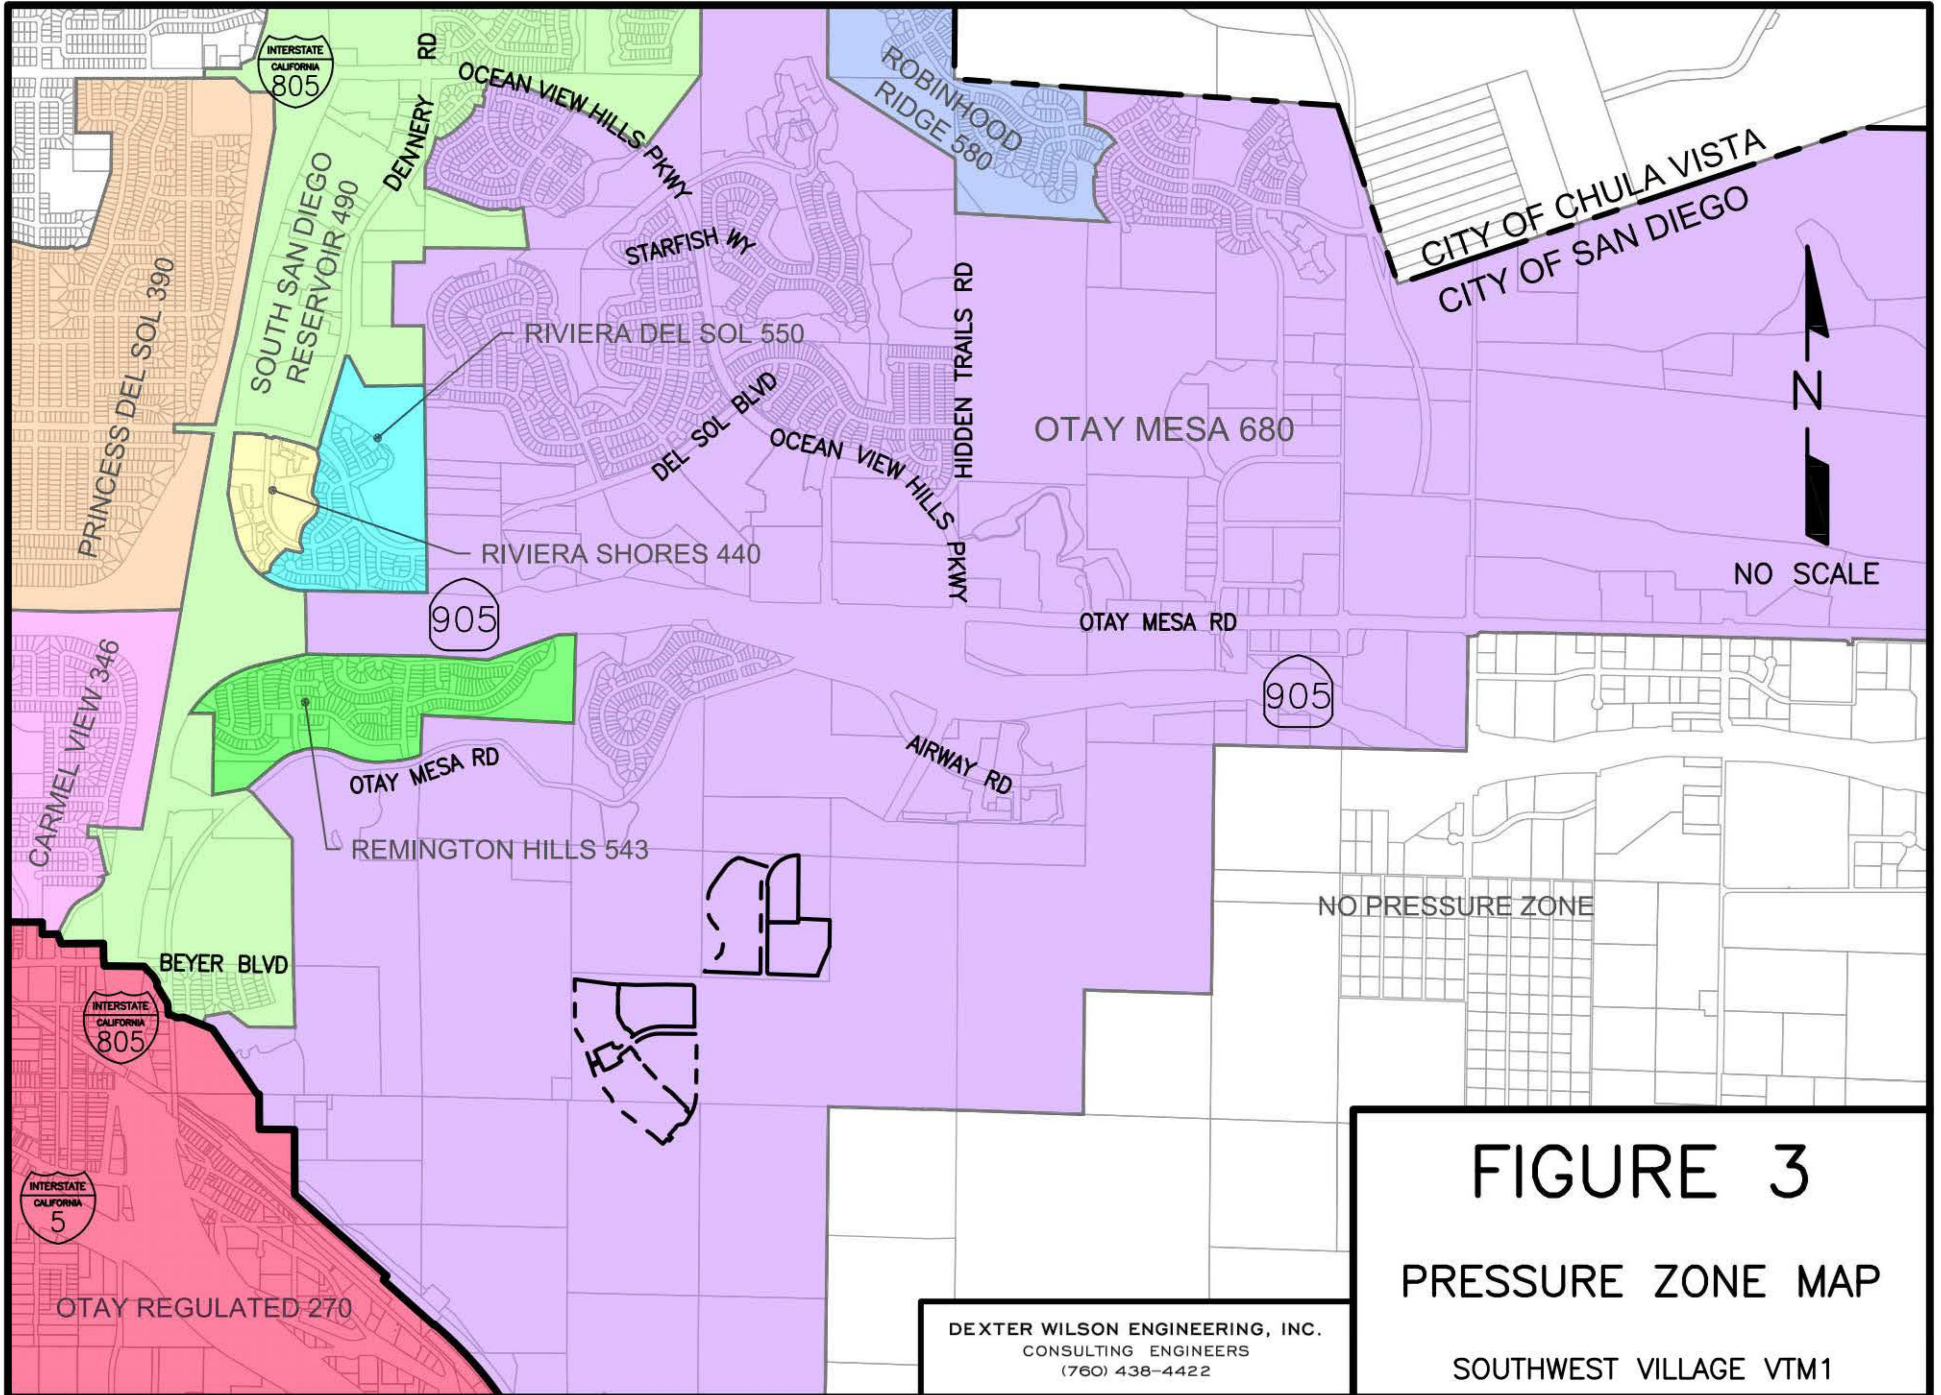 INTERSTATE
CALIFORNIA
805
DENNERY RD
OCEAN VIEW HILLS PKWY
ROBINHOOD
RIDGE 580
CITY OF CHULA VISTA
CITY OF SAN DIEGO
SOUTH SAN DIEGO
RESERVOIR 490
STARFISH WY
PRINCESS DEL SOL 390
RIVIERA DEL SOL 550
HIDDEN TRAILS RD
N
DEL SOL BLVD
OTAY MESA 680
OCEAN VIEW HILLS PKWY
RIVIERA SHORES 440
NO SCALE
905
OTAY MESA RD
CARMEL VIEW 346
905
OTAY MESA RD
AIRWAY RD
REMINGTON HILLS 543
NO PRESSURE ZONE
BEYER BLVD
INTERSTATE
CALIFORNIA
805
INTERSTATE
CALIFORNIA
5
OTAY REGULATED 270
FIGURE 3
PRESSURE ZONE MAP
SOUTHWEST VILLAGE VTM1
DEXTER WILSON ENGINEERING, INC.
CONSULTING ENGINEERS
(760) 438-4422